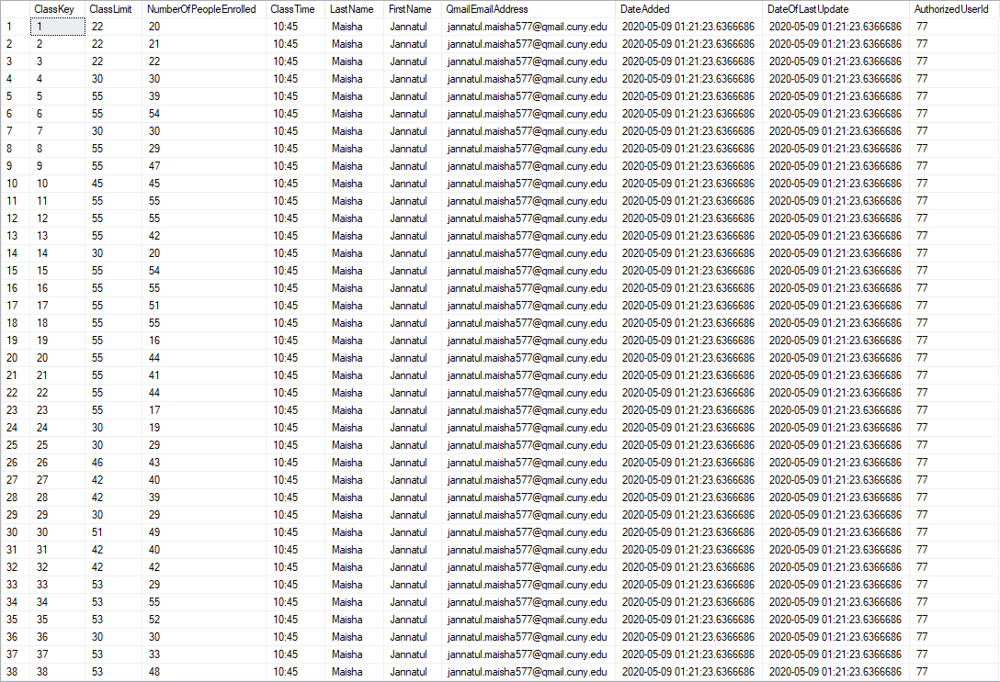 ClassKey ClassLimit NumberOfPeopleEnrolled ClassTime LastName FirstName QmailEmailAddress DateAdded DateOfLastUpdate AuthorizedUserId
1 1 22 20 10:45 Maisha Jannatul jannatul.maisha577@qmail.cuny.edu 2020-05-09 01:21:23.6366686 2020-05-09 01:21:23.6366686 77
2 2 22 21 10:45 Maisha Jannatul jannatul.maisha577@qmail.cuny.edu 2020-05-09 01:21:23.6366686 2020-05-09 01:21:23.6366686 77
3 3 22 22 10:45 Maisha Jannatul jannatul.maisha577@qmail.cuny.edu 2020-05-09 01:21:23.6366686 2020-05-09 01:21:23.6366686 77
4 4 30 30 10:45 Maisha Jannatul jannatul.maisha577@qmail.cuny.edu 2020-05-09 01:21:23.6366686 2020-05-09 01:21:23.6366686 77
5 5 55 39 10:45 Maisha Jannatul jannatul.maisha577@qmail.cuny.edu 2020-05-09 01:21:23.6366686 2020-05-09 01:21:23.6366686 77
6 6 55 54 10:45 Maisha Jannatul jannatul.maisha577@qmail.cuny.edu 2020-05-09 01:21:23.6366686 2020-05-09 01:21:23.6366686 77
7 7 30 30 10:45 Maisha Jannatul jannatul.maisha577@qmail.cuny.edu 2020-05-09 01:21:23.6366686 2020-05-09 01:21:23.6366686 77
8 8 55 29 10:45 Maisha Jannatul jannatul.maisha577@qmail.cuny.edu 2020-05-09 01:21:23.6366686 2020-05-09 01:21:23.6366686 77
9 9 55 47 10:45 Maisha Jannatul jannatul.maisha577@qmail.cuny.edu 2020-05-09 01:21:23.6366686 2020-05-09 01:21:23.6366686 77
10 10 45 45 10:45 Maisha Jannatul jannatul.maisha577@qmail.cuny.edu 2020-05-09 01:21:23.6366686 2020-05-09 01:21:23.6366686 77
11 11 55 55 10:45 Maisha Jannatul jannatul.maisha577@qmail.cuny.edu 2020-05-09 01:21:23.6366686 2020-05-09 01:21:23.6366686 77
12 12 55 55 10:45 Maisha Jannatul jannatul.maisha577@qmail.cuny.edu 2020-05-09 01:21:23.6366686 2020-05-09 01:21:23.6366686 77
13 13 55 42 10:45 Maisha Jannatul jannatul.maisha577@qmail.cuny.edu 2020-05-09 01:21:23.6366686 2020-05-09 01:21:23.6366686 77
14 14 30 20 10:45 Maisha Jannatul jannatul.maisha577@qmail.cuny.edu 2020-05-09 01:21:23.6366686 2020-05-09 01:21:23.6366686 77
15 15 55 54 10:45 Maisha Jannatul jannatul.maisha577@qmail.cuny.edu 2020-05-09 01:21:23.6366686 2020-05-09 01:21:23.6366686 77
16 16 55 55 10:45 Maisha Jannatul jannatul.maisha577@qmail.cuny.edu 2020-05-09 01:21:23.6366686 2020-05-09 01:21:23.6366686 77
17 17 55 51 10:45 Maisha Jannatul jannatul.maisha577@qmail.cuny.edu 2020-05-09 01:21:23.6366686 2020-05-09 01:21:23.6366686 77
18 18 55 55 10:45 Maisha Jannatul jannatul.maisha577@qmail.cuny.edu 2020-05-09 01:21:23.6366686 2020-05-09 01:21:23.6366686 77
19 19 55 16 10:45 Maisha Jannatul jannatul.maisha577@qmail.cuny.edu 2020-05-09 01:21:23.6366686 2020-05-09 01:21:23.6366686 77
20 20 55 44 10:45 Maisha Jannatul jannatul.maisha577@qmail.cuny.edu 2020-05-09 01:21:23.6366686 2020-05-09 01:21:23.6366686 77
21 21 55 41 10:45 Maisha Jannatul jannatul.maisha577@qmail.cuny.edu 2020-05-09 01:21:23.6366686 2020-05-09 01:21:23.6366686 77
22 22 55 44 10:45 Maisha Jannatul jannatul.maisha577@qmail.cuny.edu 2020-05-09 01:21:23.6366686 2020-05-09 01:21:23.6366686 77
23 23 55 17 10:45 Maisha Jannatul jannatul.maisha577@qmail.cuny.edu 2020-05-09 01:21:23.6366686 2020-05-09 01:21:23.6366686 77
24 24 30 19 10:45 Maisha Jannatul jannatul.maisha577@qmail.cuny.edu 2020-05-09 01:21:23.6366686 2020-05-09 01:21:23.6366686 77
25 25 30 29 10:45 Maisha Jannatul jannatul.maisha577@qmail.cuny.edu 2020-05-09 01:21:23.6366686 2020-05-09 01:21:23.6366686 77
26 26 46 43 10:45 Maisha Jannatul jannatul.maisha577@qmail.cuny.edu 2020-05-09 01:21:23.6366686 2020-05-09 01:21:23.6366686 77
27 27 42 40 10:45 Maisha Jannatul jannatul.maisha577@qmail.cuny.edu 2020-05-09 01:21:23.6366686 2020-05-09 01:21:23.6366686 77
28 28 42 39 10:45 Maisha Jannatul jannatul.maisha577@qmail.cuny.edu 2020-05-09 01:21:23.6366686 2020-05-09 01:21:23.6366686 77
29 29 30 29 10:45 Maisha Jannatul jannatul.maisha577@qmail.cuny.edu 2020-05-09 01:21:23.6366686 2020-05-09 01:21:23.6366686 77
30 30 51 49 10:45 Maisha Jannatul jannatul.maisha577@qmail.cuny.edu 2020-05-09 01:21:23.6366686 2020-05-09 01:21:23.6366686 77
31 31 42 40 10:45 Maisha Jannatul jannatul.maisha577@qmail.cuny.edu 2020-05-09 01:21:23.6366686 2020-05-09 01:21:23.6366686 77
32 32 42 42 10:45 Maisha Jannatul jannatul.maisha577@qmail.cuny.edu 2020-05-09 01:21:23.6366686 2020-05-09 01:21:23.6366686 77
33 33 53 29 10:45 Maisha Jannatul jannatul.maisha577@qmail.cuny.edu 2020-05-09 01:21:23.6366686 2020-05-09 01:21:23.6366686 77
34 34 53 55 10:45 Maisha Jannatul jannatul.maisha577@qmail.cuny.edu 2020-05-09 01:21:23.6366686 2020-05-09 01:21:23.6366686 77
35 35 53 52 10:45 Maisha Jannatul jannatul.maisha577@qmail.cuny.edu 2020-05-09 01:21:23.6366686 2020-05-09 01:21:23.6366686 77
36 36 30 30 10:45 Maisha Jannatul jannatul.maisha577@qmail.cuny.edu 2020-05-09 01:21:23.6366686 2020-05-09 01:21:23.6366686 77
37 37 53 33 10:45 Maisha Jannatul jannatul.maisha577@qmail.cuny.edu 2020-05-09 01:21:23.6366686 2020-05-09 01:21:23.6366686 77
38 38 53 48 10:45 Maisha Jannatul jannatul.maisha577@qmail.cuny.edu 2020-05-09 01:21:23.6366686 2020-05-09 01:21:23.6366686 77